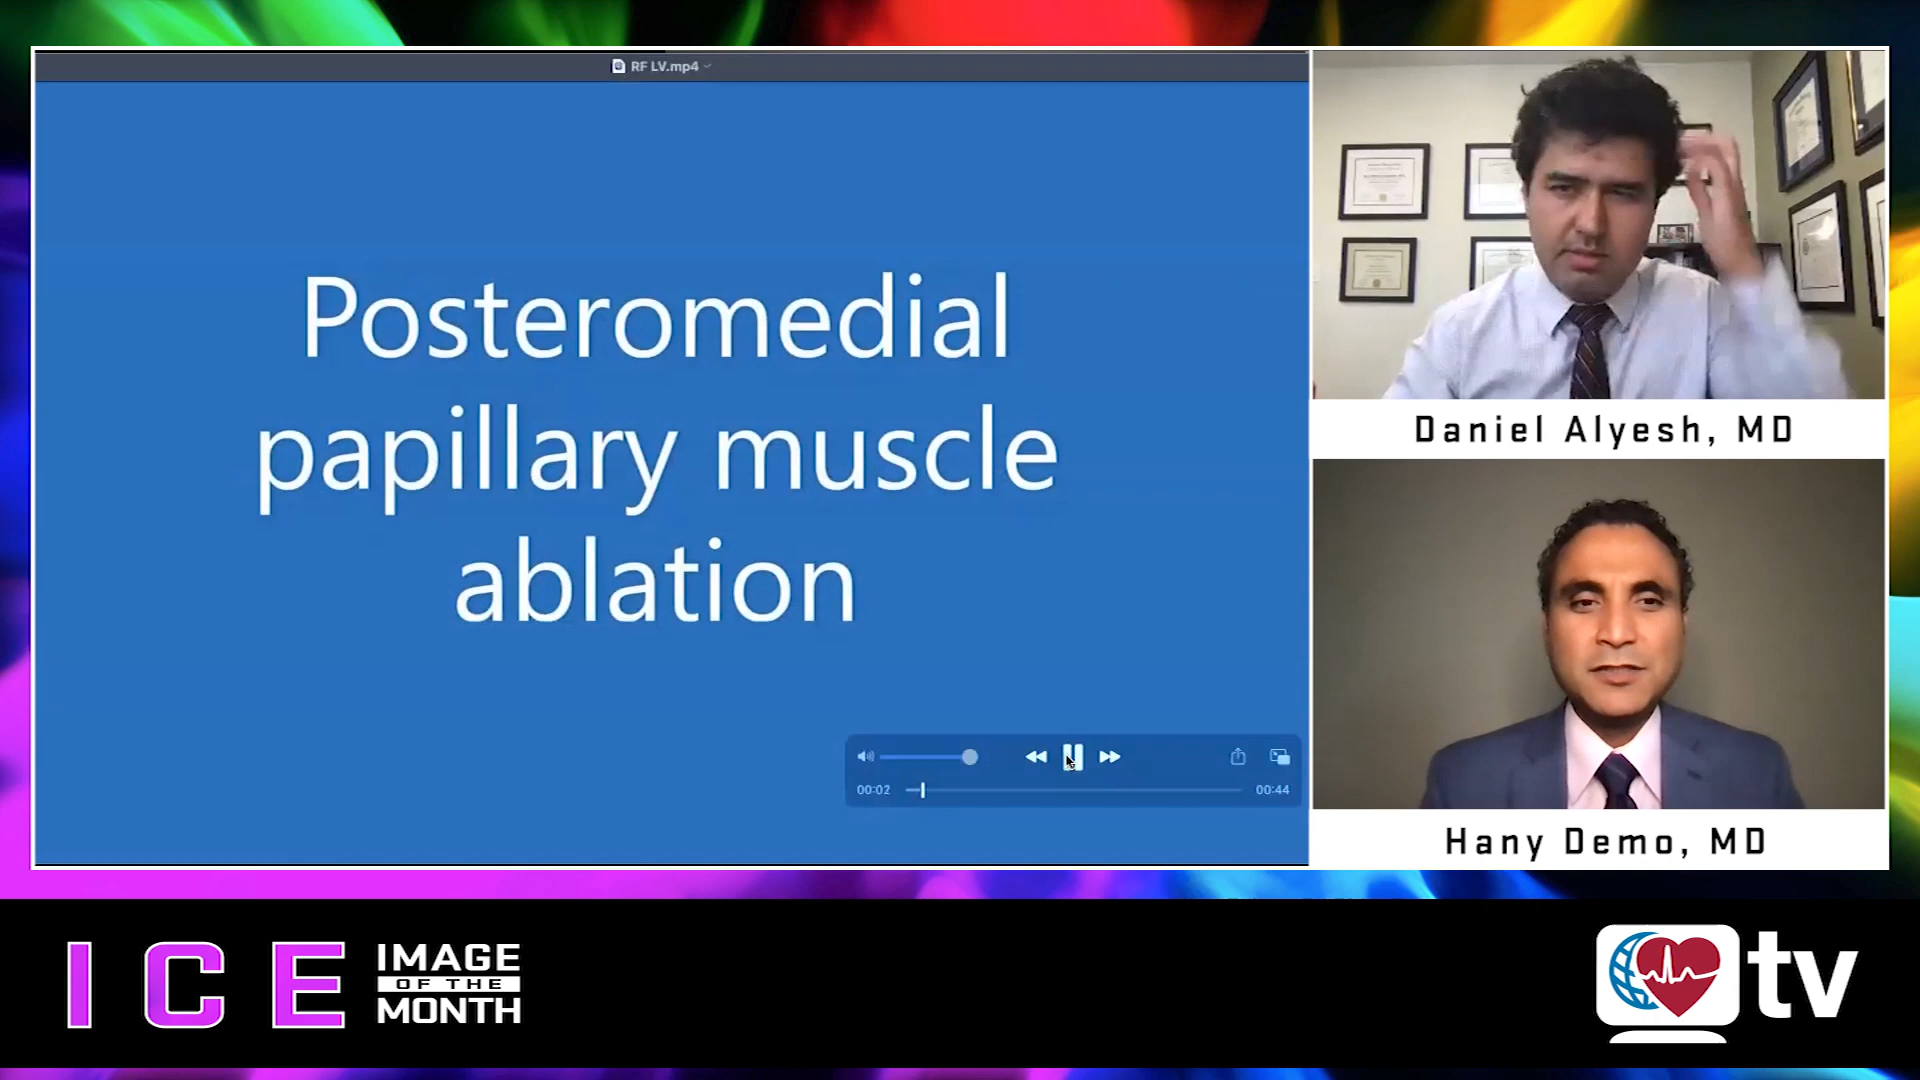 RF LV.mp4
Posteromedial
papillary muscle
ablation
00:02
00:44
Daniel Alyesh, MD
Hany Demo, MD
ICE
IMAGE
OF THE
MONTH
tv